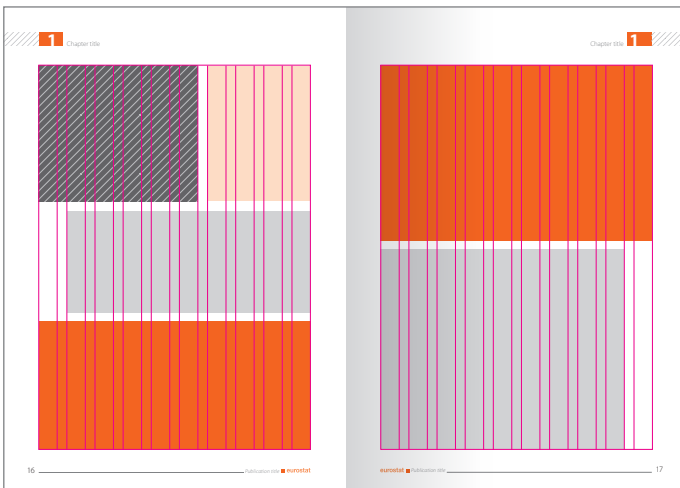 1 Chapter title
Chapter title 1
16 Publication title eurostat
eurostat Publication title 17